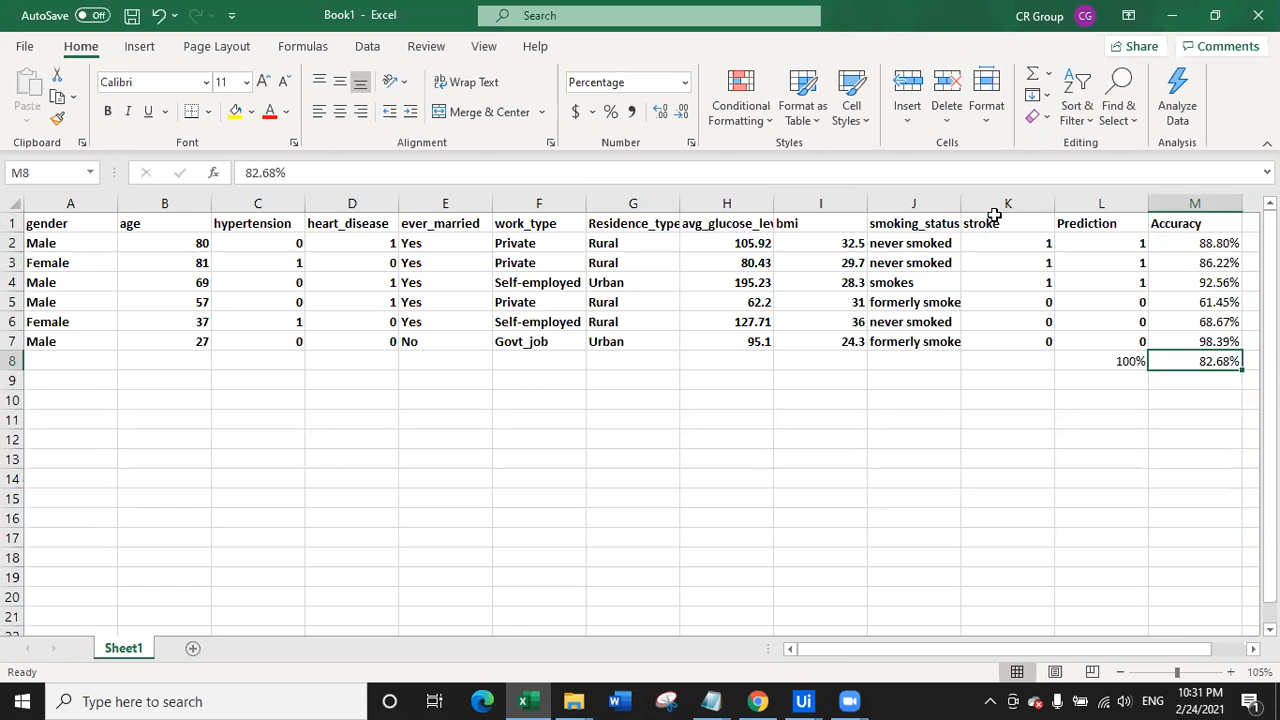 AutoSave Off Book1 - Excel Search CR Group CG
File Home Insert Page Layout Formulas Data Review View Help Share Comments
Paste Calibri 11 Wrap Text Percentage Conditional Formatting Format as Table Cell Styles Insert Delete Format Sort & Filter Find & Select Analyze Data
B I U Merge & Center $ %
Clipboard Font Alignment Number Styles Cells Editing Analysis
M8 fx 82.68%
A B C D E F G H I J K L M
1 gender age hypertension heart_disease ever_married work_type Residence_type avg_glucose_lev bmi smoking_status stroke Prediction Accuracy
2 Male 80 0 1 Yes Private Rural 105.92 32.5 never smoked 1 1 88.80%
3 Female 81 1 0 Yes Private Rural 80.43 29.7 never smoked 1 1 86.22%
4 Male 69 0 1 Yes Self-employed Urban 195.23 28.3 smokes 1 1 92.56%
5 Male 57 0 1 Yes Private Rural 62.2 31 formerly smoke 0 0 61.45%
6 Female 37 1 0 Yes Self-employed Rural 127.71 36 never smoked 0 0 68.67%
7 Male 27 0 0 No Govt_job Urban 95.1 24.3 formerly smoke 0 0 98.39%
8 100% 82.68%
9
10
11
12
13
14
15
16
17
18
19
20
21
22
Sheet1
Ready 105%
Type here to search W Ui ENG 10:31 PM
2/24/2021 1